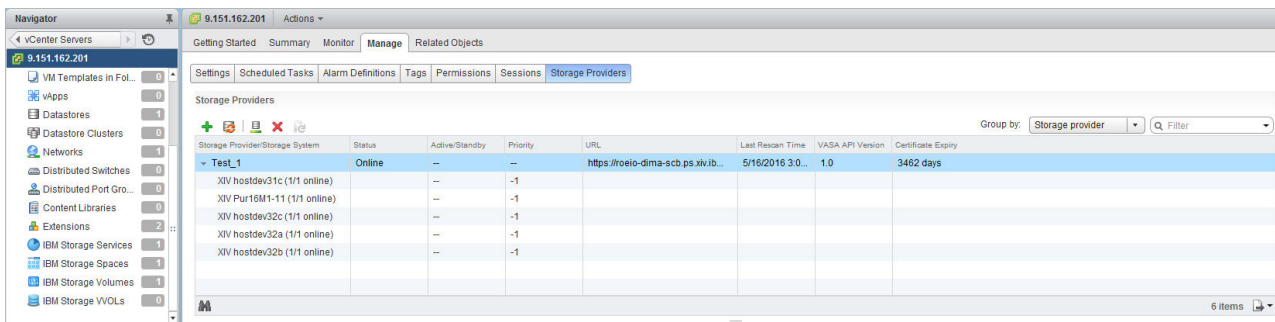 Navigator
9.151.162.201 Actions
vCenter Servers
Getting Started Summary Monitor Manage Related Objects
9.151.162.201
VM Templates in Fol... 0
Settings Scheduled Tasks Alarm Definitions Tags Permissions Sessions Storage Providers
vApps 0
Storage Providers
Datastores 1
Datastore Clusters 0
Group by: Storage provider Filter
Networks 1
Storage Provider/Storage System Status Active/Standby Priority URL Last Rescan Time VASA API Version Certificate Expiry
Distributed Switches 0
Test_1 Online -- -- https://roeio-dima-scb.ps.xiv.ib... 5/16/2016 3:0... 1.0 3462 days
Distributed Port Gro... 0
XIV hostdev31c (1/1 online) -- -1
Content Libraries 0
XIV Pur16M1-11 (1/1 online) -- -1
Extensions 2
XIV hostdev32c (1/1 online) -- -1
IBM Storage Services 1
XIV hostdev32a (1/1 online) -- -1
IBM Storage Spaces 1
XIV hostdev32b (1/1 online) -- -1
IBM Storage Volumes 1
IBM Storage VVOLs 0
6 items